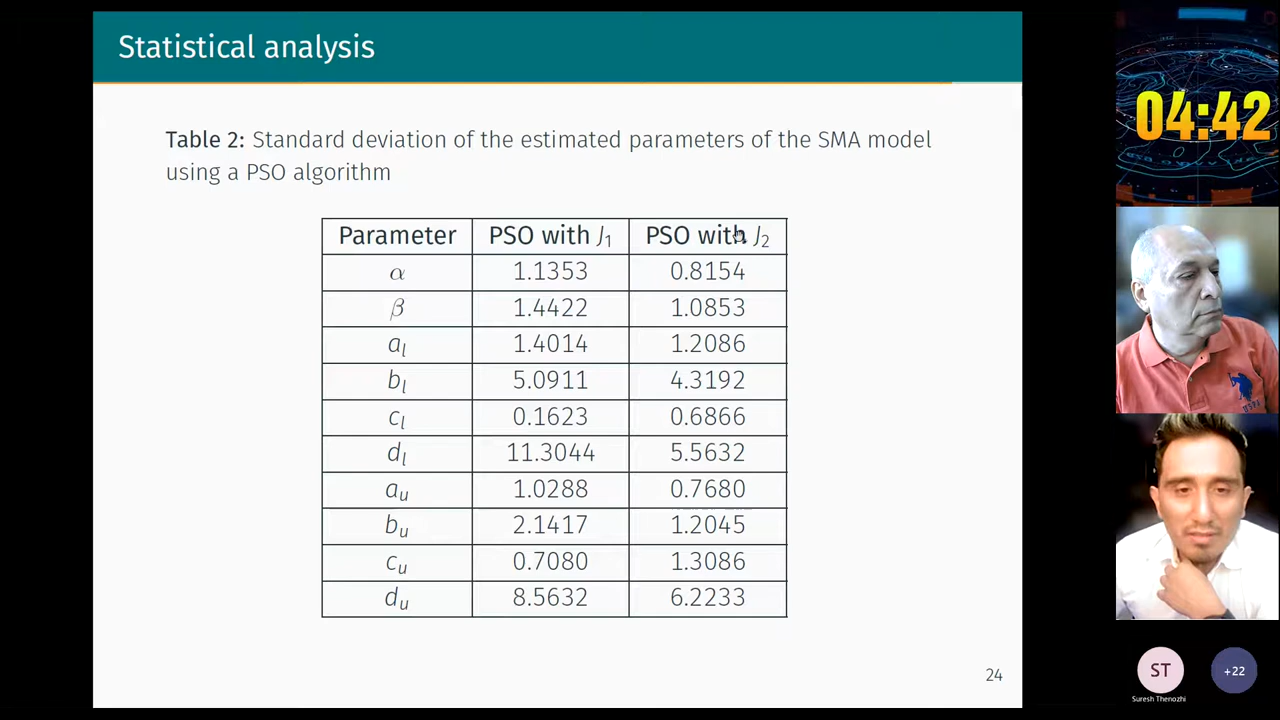 Statistical analysis
Table 2: Standard deviation of the estimated parameters of the SMA model
using a PSO algorithm
Parameter PSO with J₁ PSO with J₂
α 1.1353 0.8154
β 1.4422 1.0853
aₗ 1.4014 1.2086
bₗ 5.0911 4.3192
cₗ 0.1623 0.6866
dₗ 11.3044 5.5632
aᵤ 1.0288 0.7680
bᵤ 2.1417 1.2045
cᵤ 0.7080 1.3086
dᵤ 8.5632 6.2233
24
04:42
ST
+22
Suresh Thenozhi